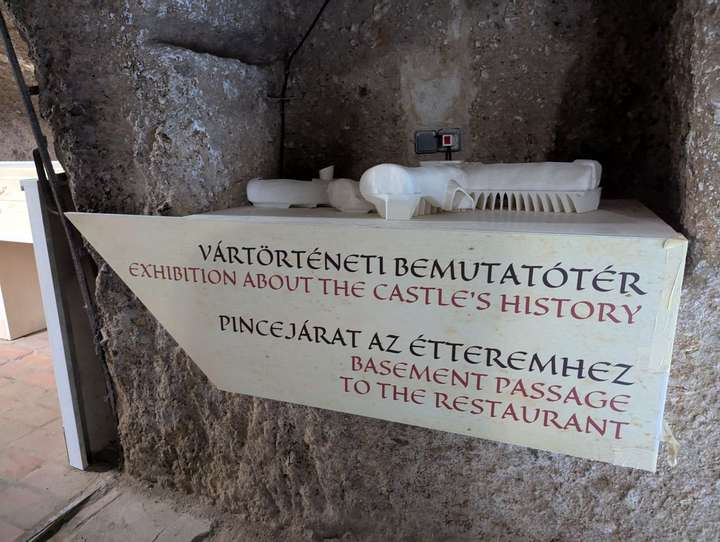 VÁRTÖRTÉNETI BEMUTATÓTÉR
EXHIBITION ABOUT THE CASTLE'S HISTORY
PINCEJÁRAT AZ ÉTTEREMHEZ
BASEMENT PASSAGE
TO THE RESTAURANT